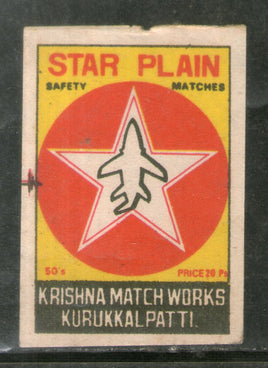 STAR PLAIN
SAFETY MATCHES
50's PRICE 20 Ps
KRISHNA MATCH WORKS
KURUKKALPATTI.